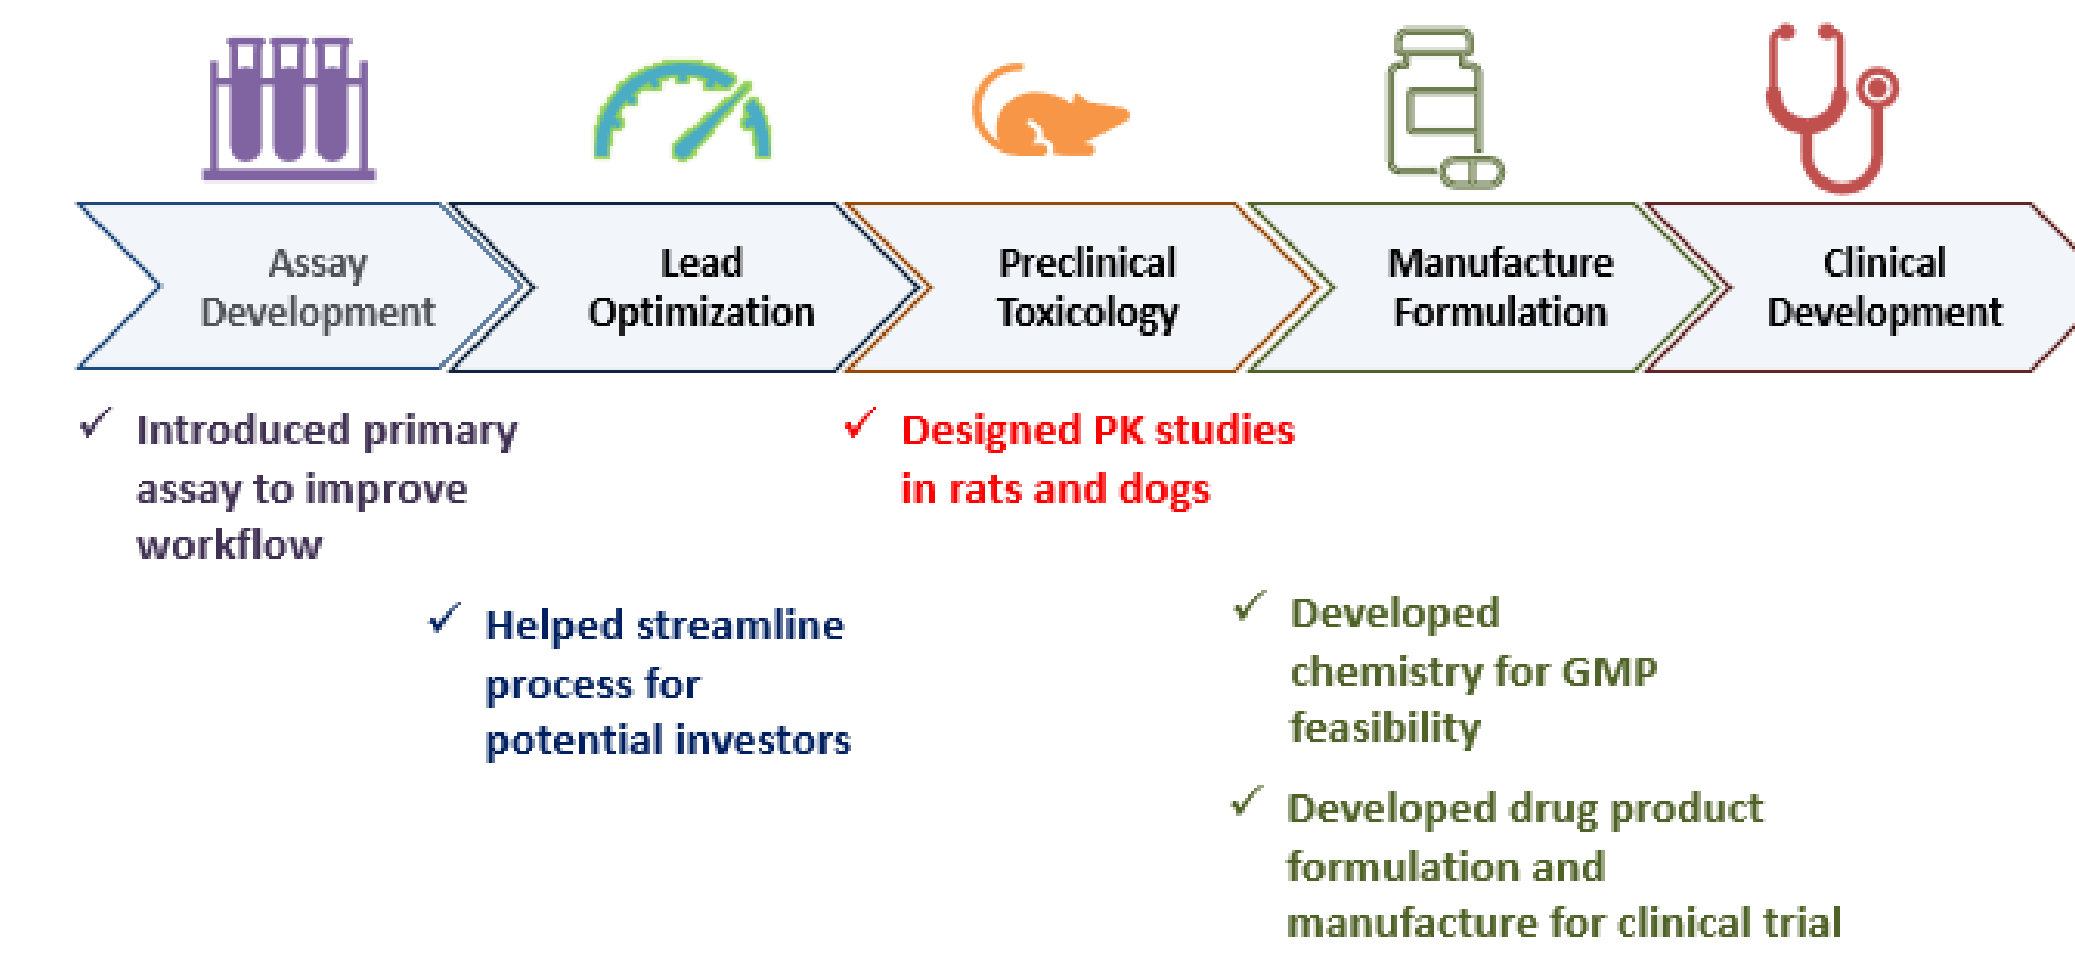 Assay
Development
Lead
Optimization
Preclinical
Toxicology
Manufacture
Formulation
Clinical
Development
✓ Introduced primary
assay to improve
workflow
✓ Helped streamline
process for
potential investors
✓ Designed PK studies
in rats and dogs
✓ Developed
chemistry for GMP
feasibility
✓ Developed drug product
formulation and
manufacture for clinical trial